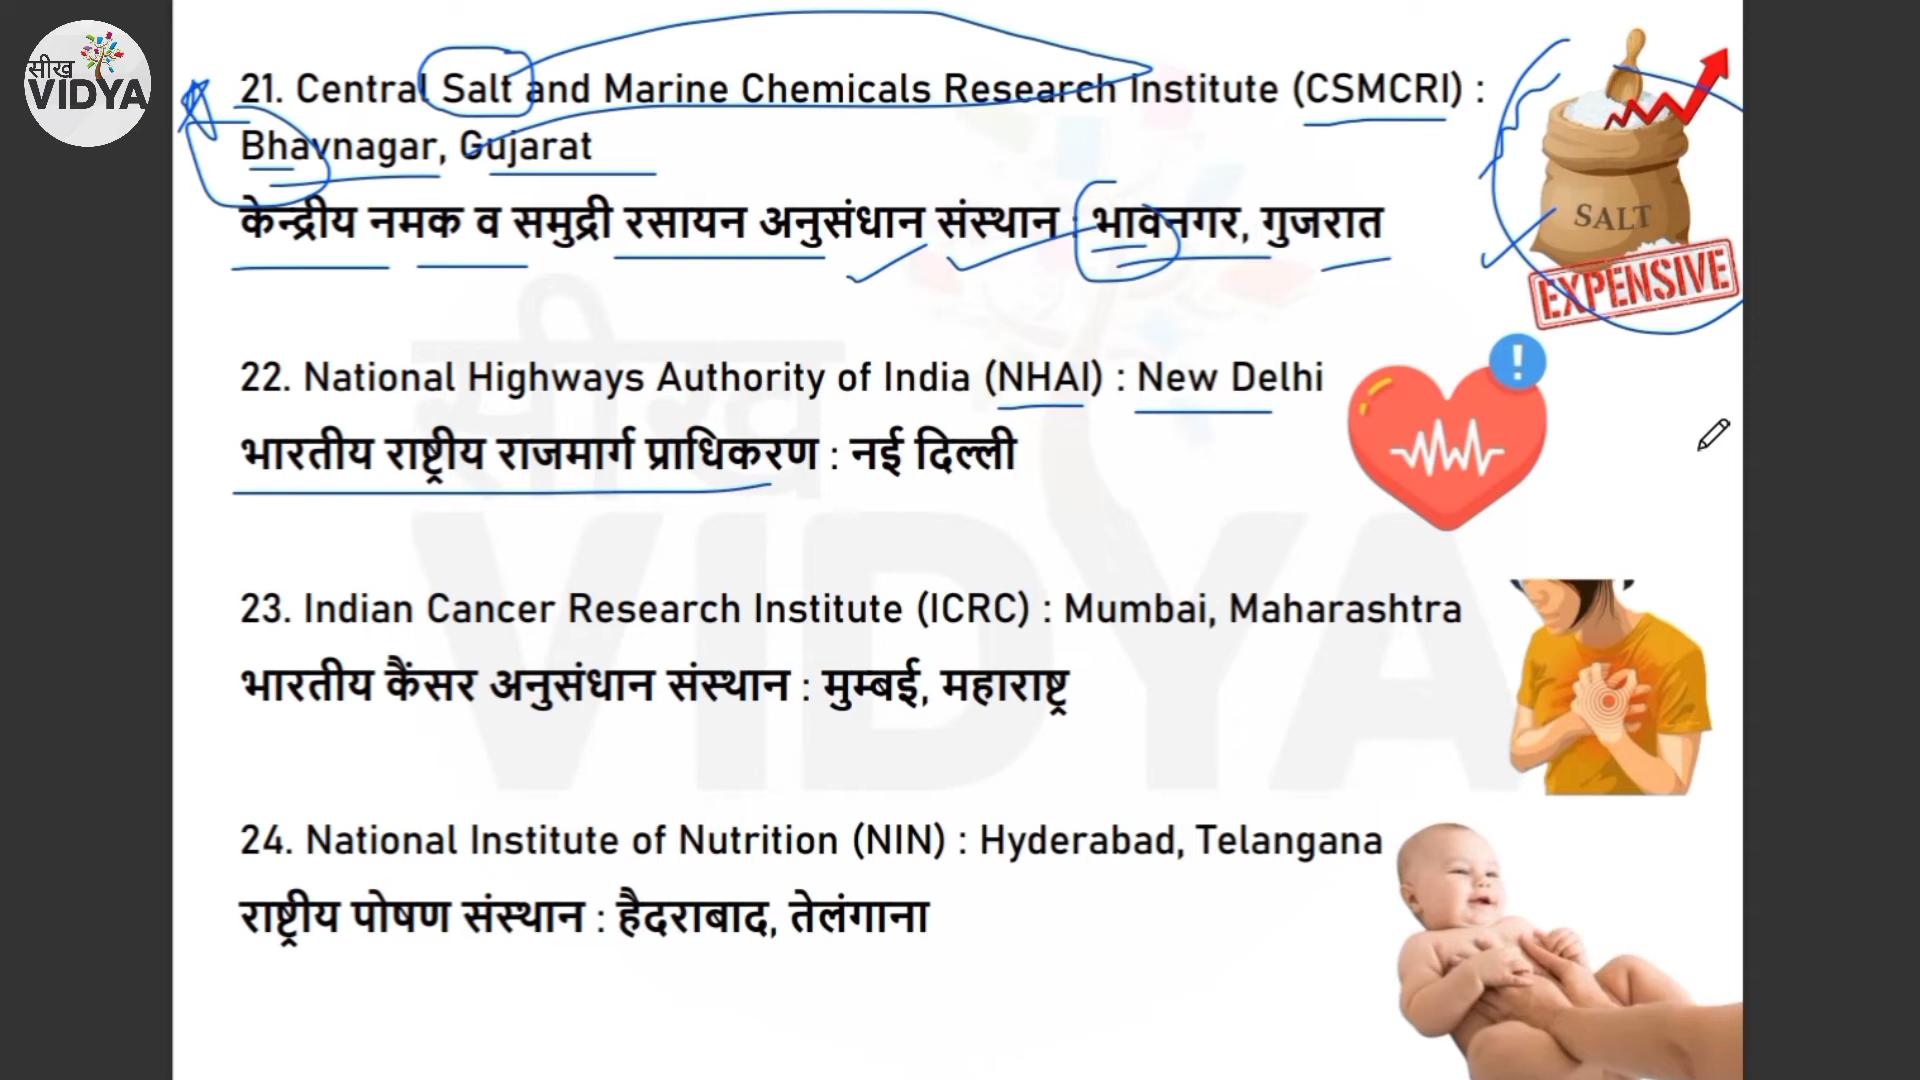 सीख
VIDYA
21. Central Salt and Marine Chemicals Research Institute (CSMCRI) :
Bhavnagar, Gujarat
केन्द्रीय नमक व समुद्री रसायन अनुसंधान संस्थान : भावनगर, गुजरात
SALT
EXPENSIVE
22. National Highways Authority of India (NHAI) : New Delhi
!
भारतीय राष्ट्रीय राजमार्ग प्राधिकरण : नई दिल्ली
23. Indian Cancer Research Institute (ICRC) : Mumbai, Maharashtra
भारतीय कैंसर अनुसंधान संस्थान : मुम्बई, महाराष्ट्र
24. National Institute of Nutrition (NIN) : Hyderabad, Telangana
राष्ट्रीय पोषण संस्थान : हैदराबाद, तेलंगाना
सीख
VIDYA